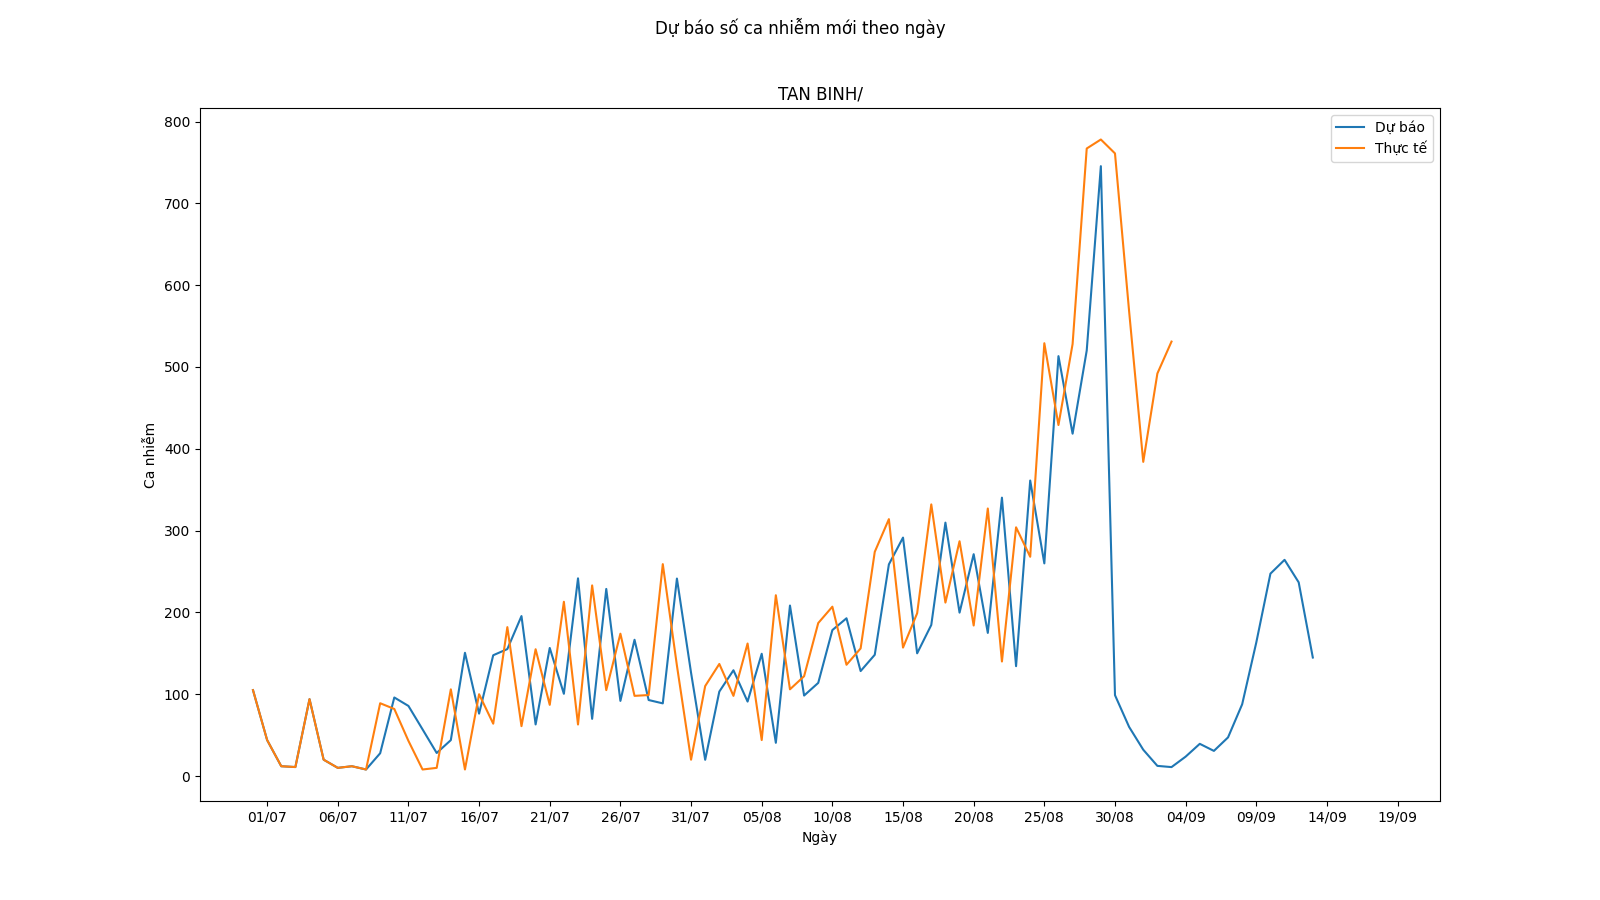 Dự báo số ca nhiễm mới theo ngày
TAN BINH/
Dự báo
Thực tế
800
700
600
500
400
300
200
100
0
Ca nhiễm
01/07 06/07 11/07 16/07 21/07 26/07 31/07 05/08 10/08 15/08 20/08 25/08 30/08 04/09 09/09 14/09 19/09
Ngày